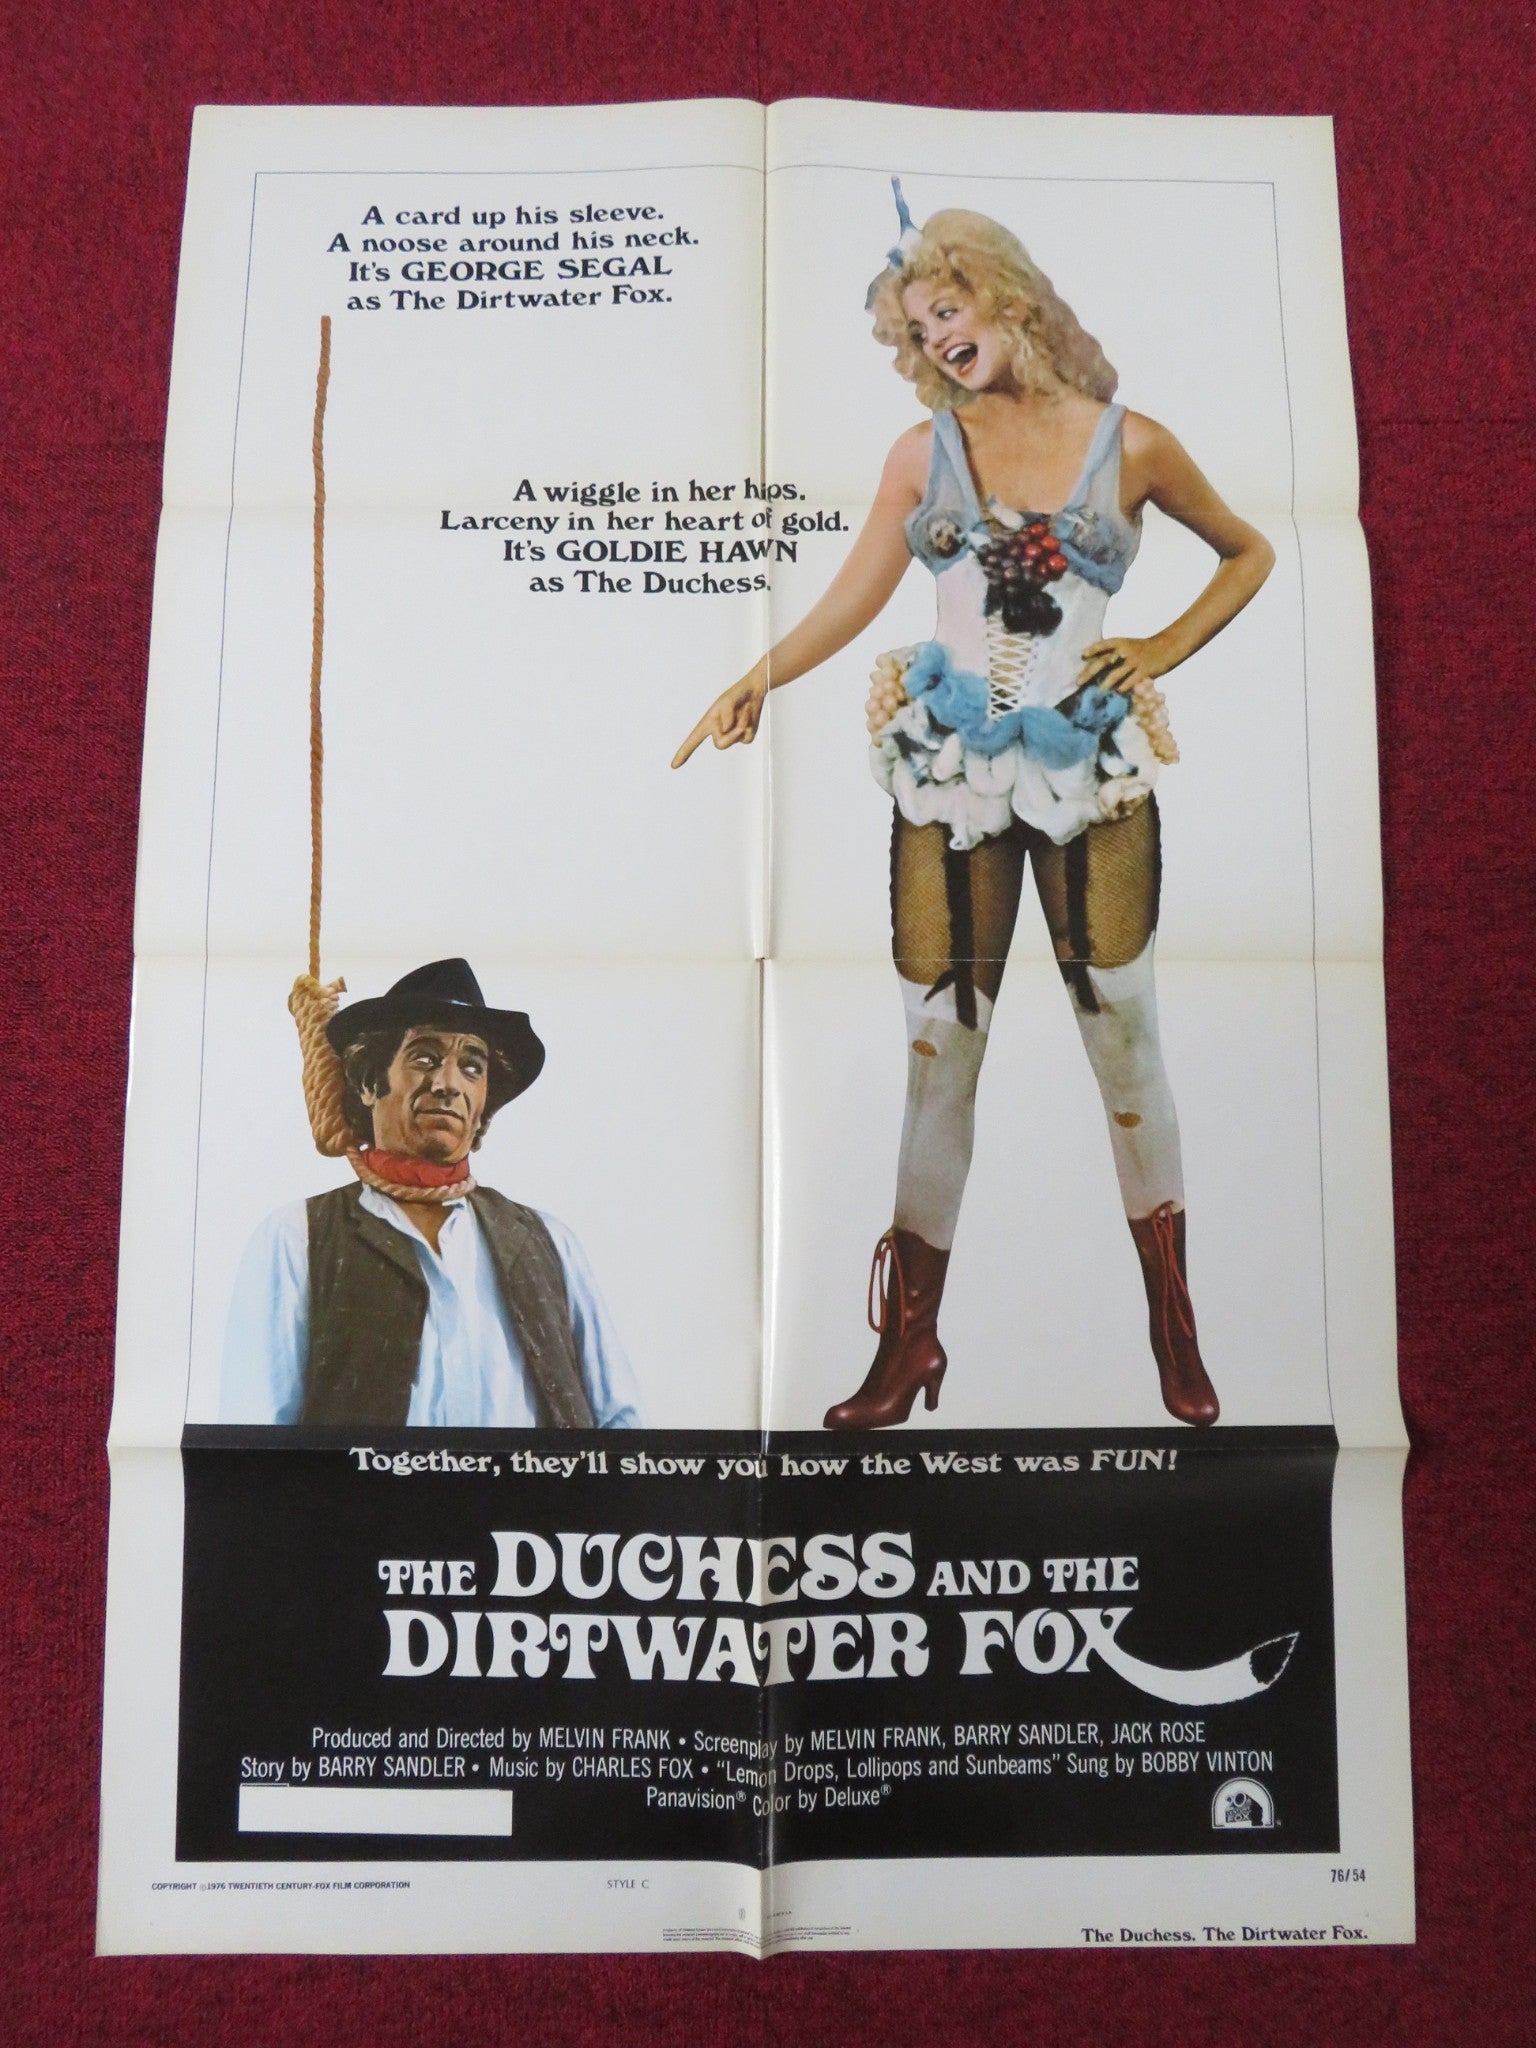 A card up his sleeve.
A noose around his neck.
It's GEORGE SEGAL
as The Dirtwater Fox.
A wiggle in her hips.
Larceny in her heart of gold.
It's GOLDIE HAWN
as The Duchess.
Together, they'll show you how the West was FUN!
THE DUCHESS AND THE
DIRTWATER FOX
Produced and Directed by MELVIN FRANK • Screenplay by MELVIN FRANK, BARRY SANDLER, JACK ROSE
Story by BARRY SANDLER • Music by CHARLES FOX • "Lemon Drops, Lollipops and Sunbeams" Sung by BOBBY VINTON
Panavision® Color by Deluxe®
20th CENTURY FOX
COPYRIGHT ©1976 TWENTIETH CENTURY-FOX FILM CORPORATION
STYLE C
76/54
The Duchess. The Dirtwater Fox.